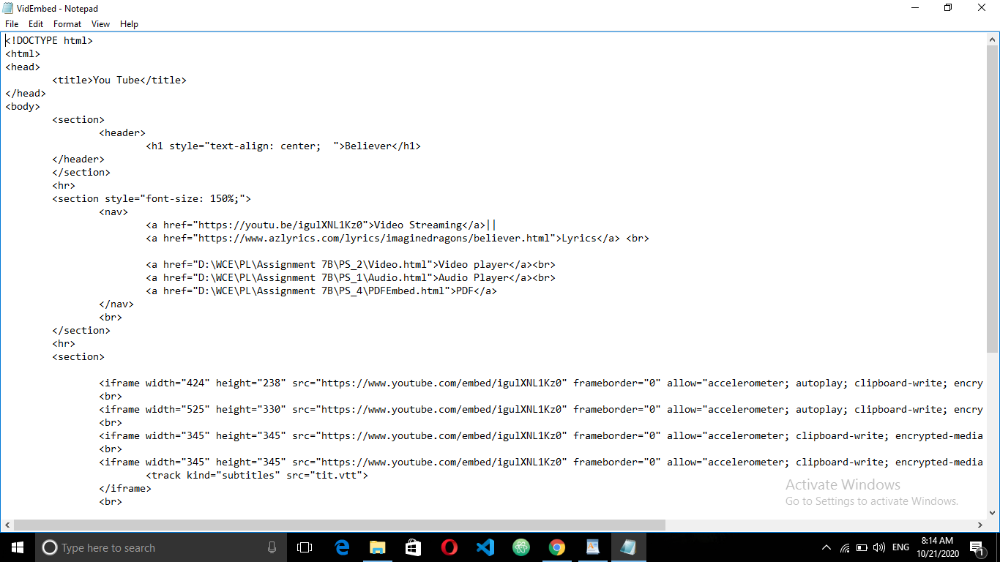 VidEmbed - Notepad
File Edit Format View Help
<!DOCTYPE html>
<html>
<head>
<title>You Tube</title>
</head>
<body>
<section>
<header>
<h1 style="text-align: center;  ">Believer</h1>
</header>
</section>
<hr>
<section style="font-size: 150%;">
<nav>
<a href="https://youtu.be/igulXNL1Kz0">Video Streaming</a>||
<a href="https://www.azlyrics.com/lyrics/imaginedragons/believer.html">Lyrics</a> <br>
<a href="D:\WCE\PL\Assignment 7B\PS_2\Video.html">Video player</a><br>
<a href="D:\WCE\PL\Assignment 7B\PS_1\Audio.html">Audio Player</a><br>
<a href="D:\WCE\PL\Assignment 7B\PS_4\PDFEmbed.html">PDF</a>
</nav>
<br>
</section>
<hr>
<section>
<iframe width="424" height="238" src="https://www.youtube.com/embed/igulXNL1Kz0" frameborder="0" allow="accelerometer; autoplay; clipboard-write; encry
<br>
<iframe width="525" height="330" src="https://www.youtube.com/embed/igulXNL1Kz0" frameborder="0" allow="accelerometer; autoplay; clipboard-write; encry
<br>
<iframe width="345" height="345" src="https://www.youtube.com/embed/igulXNL1Kz0" frameborder="0" allow="accelerometer; clipboard-write; encrypted-media
<br>
<iframe width="345" height="345" src="https://www.youtube.com/embed/igulXNL1Kz0" frameborder="0" allow="accelerometer; clipboard-write; encrypted-media
<track kind="subtitles" src="tit.vtt">
</iframe>
<br>
Activate Windows
Go to Settings to activate Windows.
Type here to search
ENG
8:14 AM
10/21/2020
1